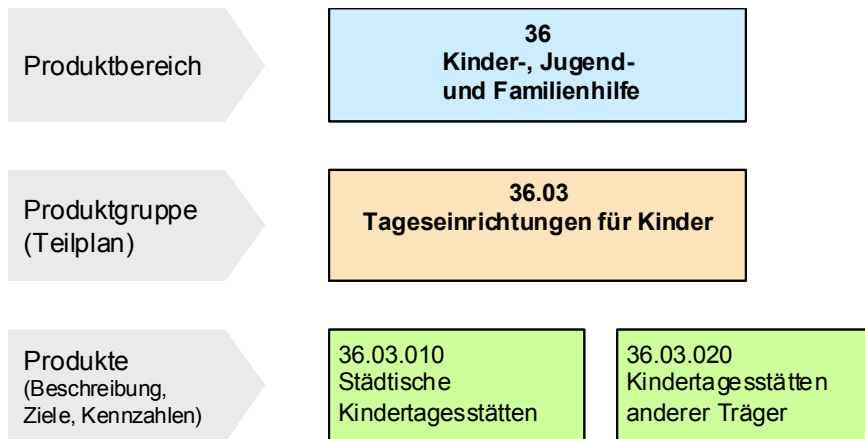 Produktbereich
36
Kinder-, Jugend-
und Familienhilfe
Produktgruppe
(Teilplan)
36.03
Tageseinrichtungen für Kinder
Produkte
(Beschreibung,
Ziele, Kennzahlen)
36.03.010
Städtische
Kindertagesstätten
36.03.020
Kindertagesstätten
anderer Träger